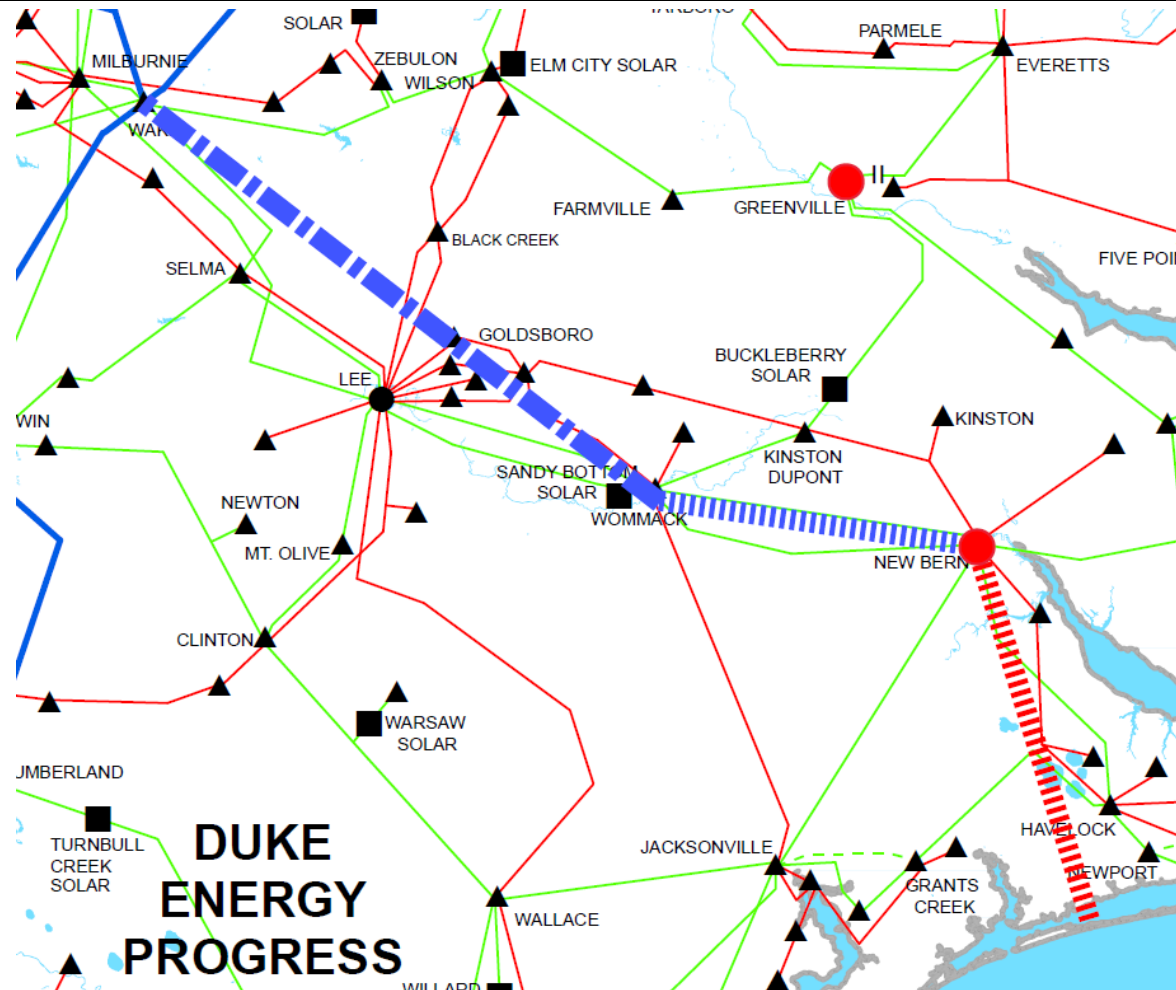 SOLAR
PARMELE
MILBURNIE
ZEBULON
WILSON
ELM CITY SOLAR
EVERETTS
II
FARMVILLE
GREENVILLE
BLACK CREEK
SELMA
FIVE POI
GOLDSBORO
LEE
BUCKLEBERRY
SOLAR
WIN
KINSTON
KINSTON
DUPONT
SANDY BOTTOM
SOLAR
WOMMACK
NEWTON
MT. OLIVE
NEW BERN
CLINTON
WARSAW
SOLAR
UMBERLAND
TURNBULL
CREEK
SOLAR
DUKE
ENERGY
PROGRESS
JACKSONVILLE
HAVELOCK
NEWPORT
GRANTS
CREEK
WALLACE
WILLARD